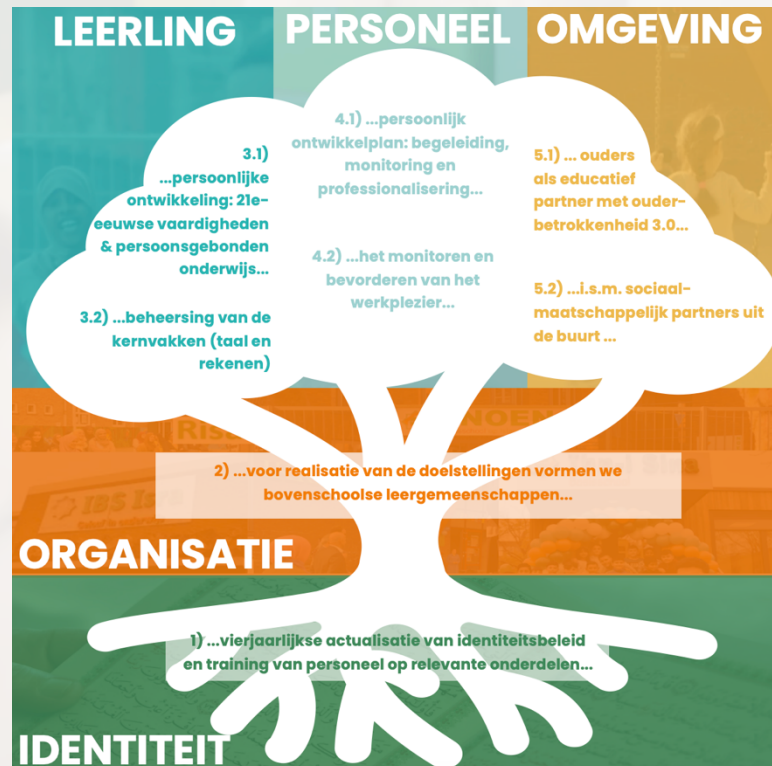 LEERLING
PERSONEEL
OMGEVING
3.1)
...persoonlijke
ontwikkeling: 21e-
eeuwse vaardigheden
& persoonsgebonden
onderwijs...
3.2) ...beheersing van de
kernvakken (taal en
rekenen)
4.1) ...persoonlijk
ontwikkelplan: begeleiding,
monitoring en
professionalisering...
4.2) ...het monitoren en
bevorderen van het
werkplezier...
5.1) ... ouders
als educatief
partner met ouder-
betrokkenheid 3.0...
5.2) ...i.s.m. sociaal-
maatschappelijk partners uit
de buurt ...
2) ...voor realisatie van de doelstellingen vormen we
bovenschoolse leergemeenschappen...
IBS
ORGANISATIE
1) ...vierjaarlijkse actualisatie van identiteitsbeleid
en training van personeel op relevante onderdelen...
IDENTITEIT